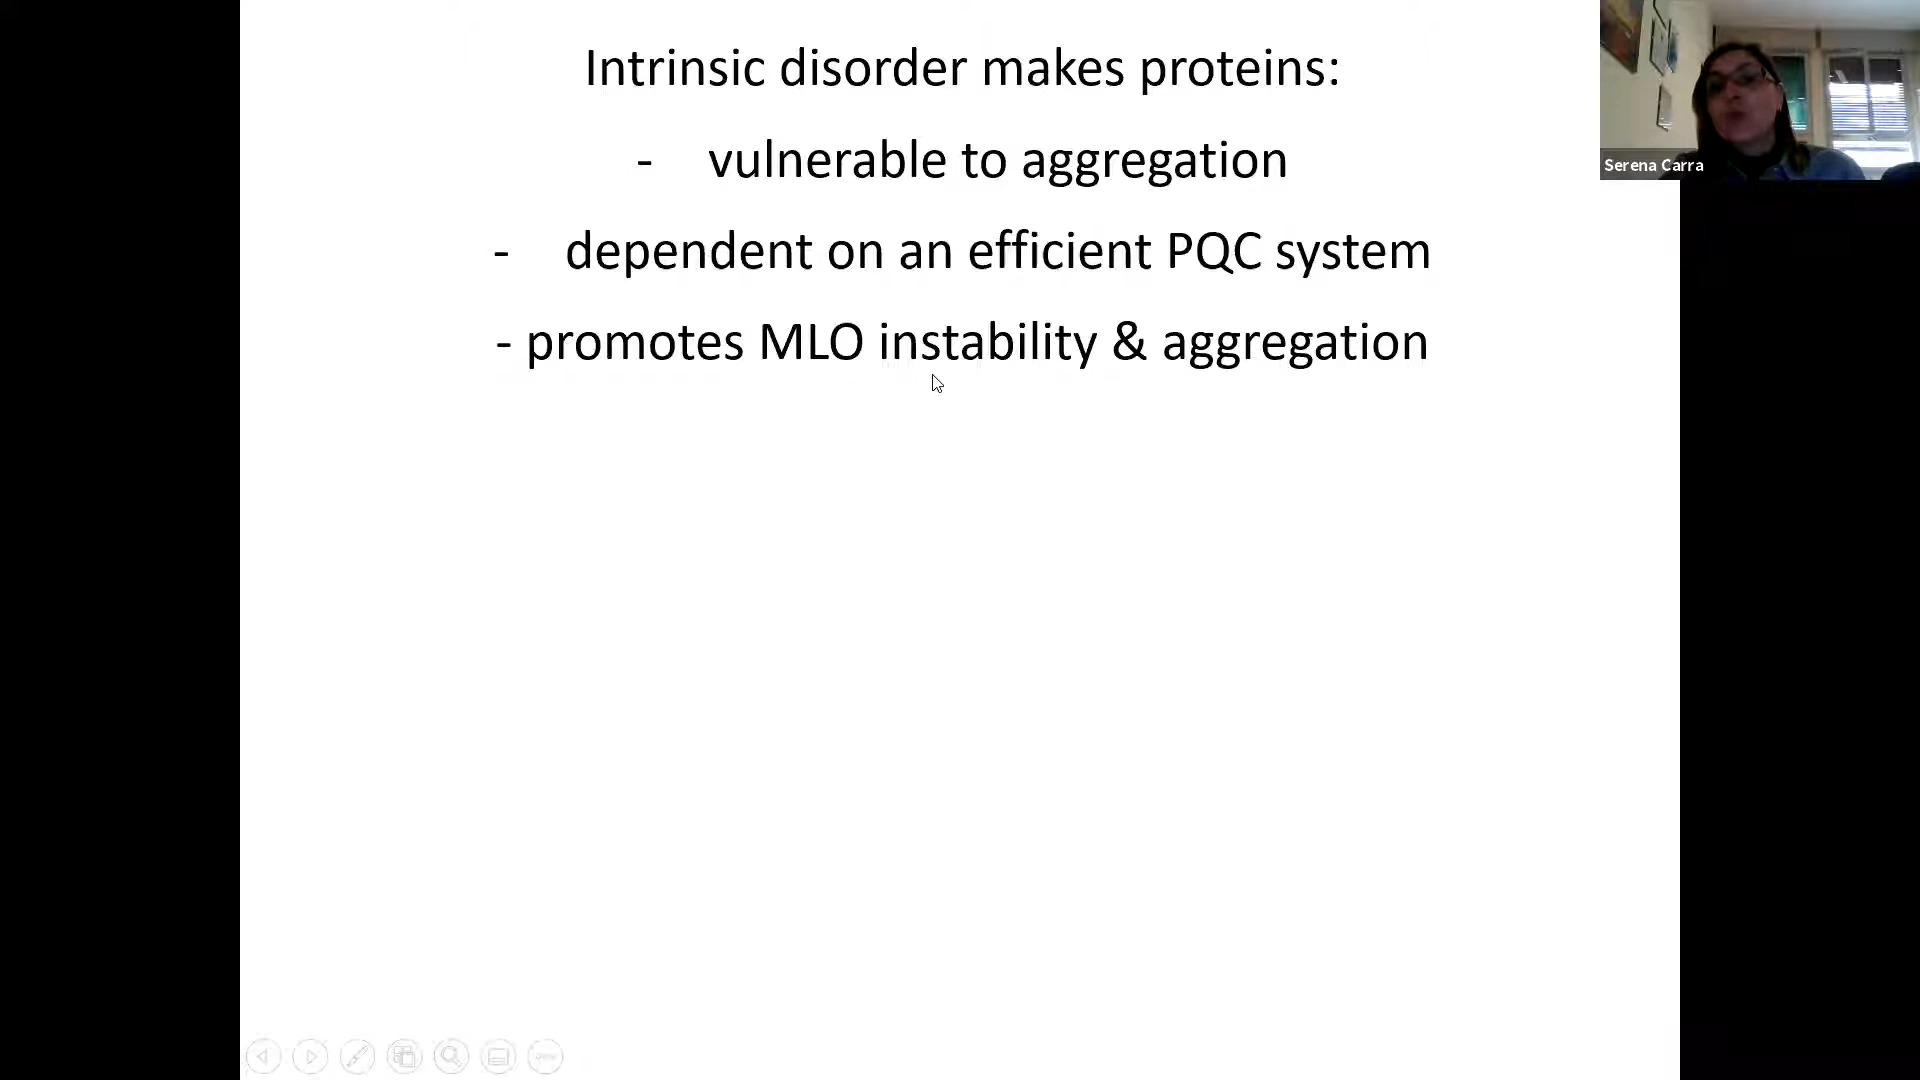 Intrinsic disorder makes proteins:
- vulnerable to aggregation
- dependent on an efficient PQC system
- promotes MLO instability & aggregation
Serena Carra